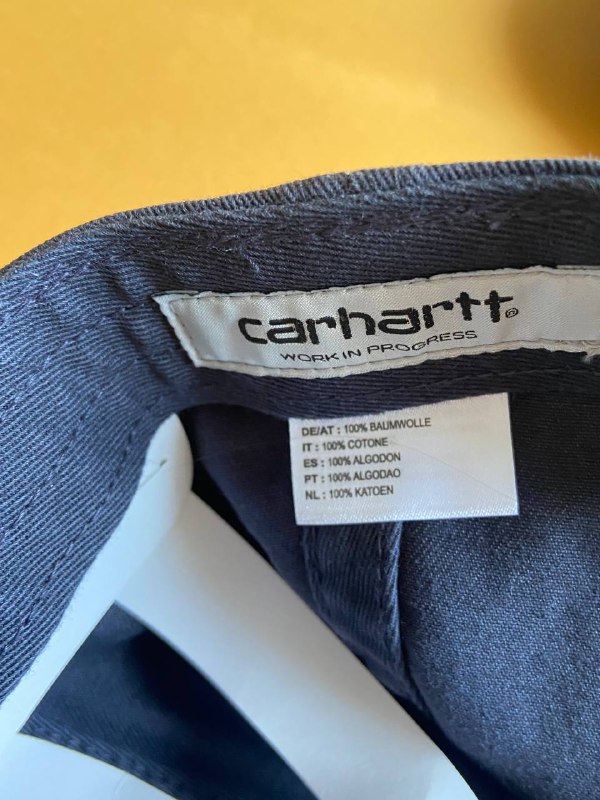 carhartt®
WORK IN PROGRESS
DE/AT : 100% BAUMWOLLE
IT : 100% COTONE
ES : 100% ALGODON
PT : 100% ALGODAO
NL : 100% KATOEN